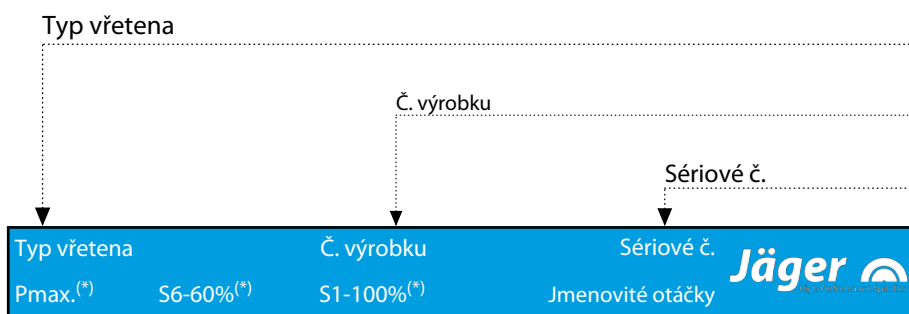 Typ vřetena
Č. výrobku
Sériové č.
Typ vřetena Č. výrobku Sériové č.
Jäger
Pmax.(*) S6-60%(*) S1-100%(*) Jmenovité otáčky